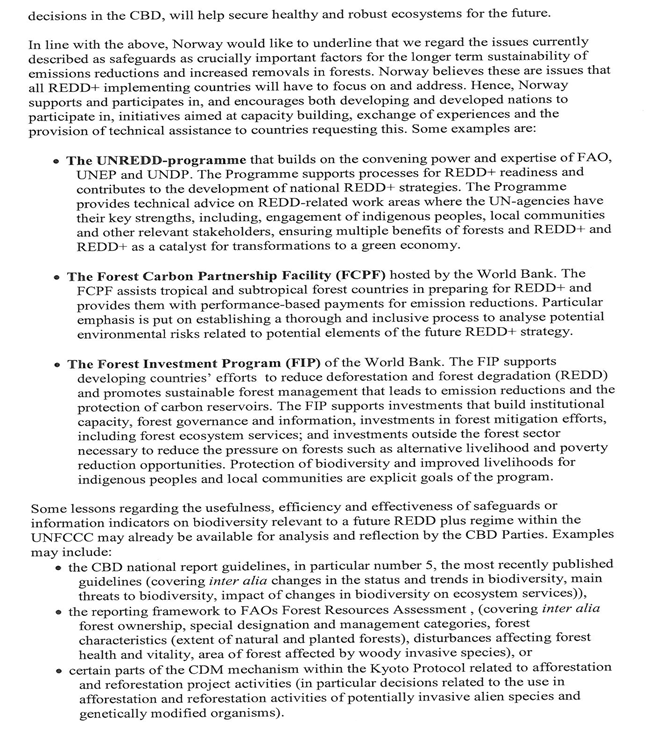 decisions in the CBD, will help secure healthy and robust ecosystems for the future.
In line with the above, Norway would like to underline that we regard the issues currently
described as safeguards as crucially important factors for the longer term sustainability of
emissions reductions and increased removals in forests. Norway believes these are issues that
all REDD+ implementing countries will have to focus on and address. Hence, Norway
supports and participates in, and encourages both developing and developed nations to
participate in, initiatives aimed at capacity building, exchange of experiences and the
provision of technical assistance to countries requesting this. Some examples are:
• The UNREDD-programme that builds on the convening power and expertise of FAO,
UNEP and UNDP. The Programme supports processes for REDD+ readiness and
contributes to the development of national REDD+ strategies. The Programme
provides technical advice on REDD-related work areas where the UN-agencies have
their key strengths, including, engagement of indigenous peoples, local communities
and other relevant stakeholders, ensuring multiple benefits of forests and REDD+ and
REDD+ as a catalyst for transformations to a green economy.
• The Forest Carbon Partnership Facility (FCPF) hosted by the World Bank. The
FCPF assists tropical and subtropical forest countries in preparing for REDD+ and
provides them with performance-based payments for emission reductions. Particular
emphasis is put on establishing a thorough and inclusive process to analyse potential
environmental risks related to potential elements of the future REDD+ strategy.
• The Forest Investment Program (FIP) of the World Bank. The FIP supports
developing countries' efforts to reduce deforestation and forest degradation (REDD)
and promotes sustainable forest management that leads to emission reductions and the
protection of carbon reservoirs. The FIP supports investments that build institutional
capacity, forest governance and information, investments in forest mitigation efforts,
including forest ecosystem services; and investments outside the forest sector
necessary to reduce the pressure on forests such as alternative livelihood and poverty
reduction opportunities. Protection of biodiversity and improved livelihoods for
indigenous peoples and local communities are explicit goals of the program.
Some lessons regarding the usefulness, efficiency and effectiveness of safeguards or
information indicators on biodiversity relevant to a future REDD plus regime within the
UNFCCC may already be available for analysis and reflection by the CBD Parties. Examples
may include:
• the CBD national report guidelines, in particular number 5, the most recently published
guidelines (covering inter alia changes in the status and trends in biodiversity, main
threats to biodiversity, impact of changes in biodiversity on ecosystem services)),
• the reporting framework to FAOs Forest Resources Assessment , (covering inter alia
forest ownership, special designation and management categories, forest
characteristics (extent of natural and planted forests), disturbances affecting forest
health and vitality, area of forest affected by woody invasive species), or
• certain parts of the CDM mechanism within the Kyoto Protocol related to afforestation
and reforestation project activities (in particular decisions related to the use in
afforestation and reforestation activities of potentially invasive alien species and
genetically modified organisms).